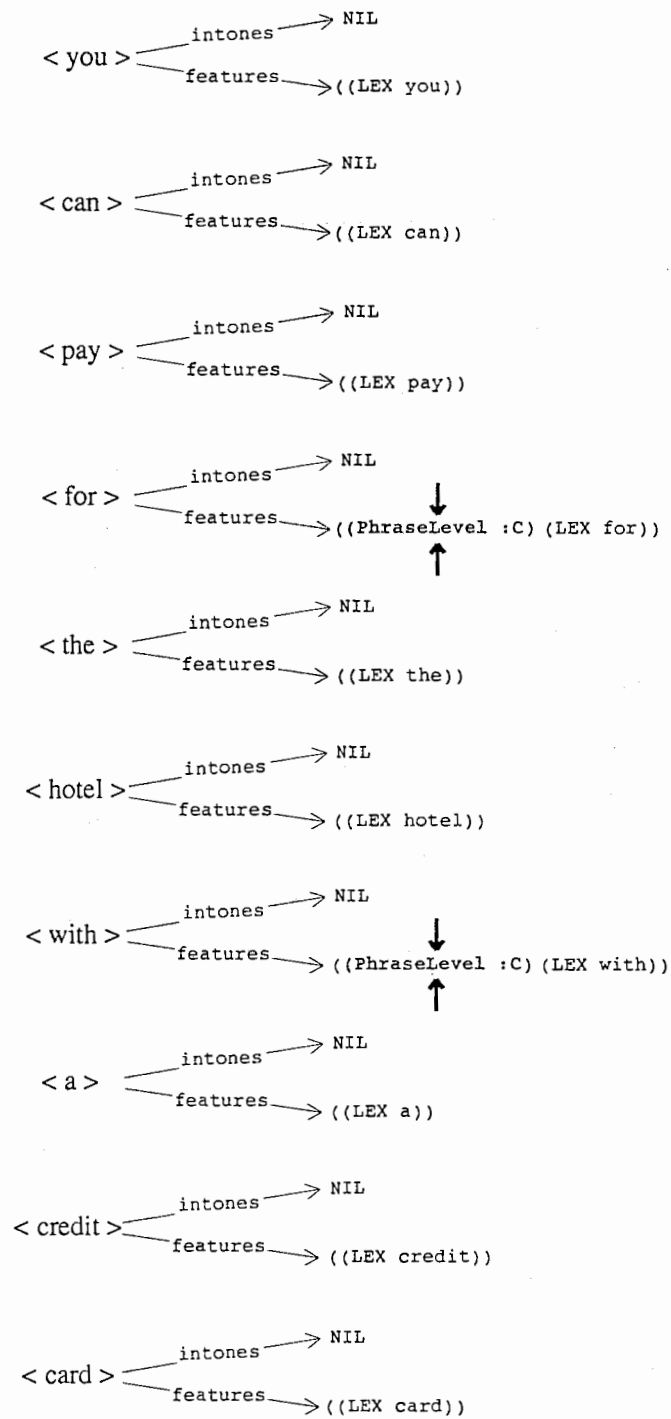 intones NIL
< you >
features ((LEX you))
intones NIL
< can >
features ((LEX can))
intones NIL
< pay >
features ((LEX pay))
intones NIL
< for >
features ((PhraseLevel :C) (LEX for))
intones NIL
< the >
features ((LEX the))
intones NIL
< hotel >
features ((LEX hotel))
intones NIL
< with >
features ((PhraseLevel :C) (LEX with))
intones NIL
< a >
features ((LEX a))
intones NIL
< credit >
features ((LEX credit))
intones NIL
< card >
features ((LEX card))